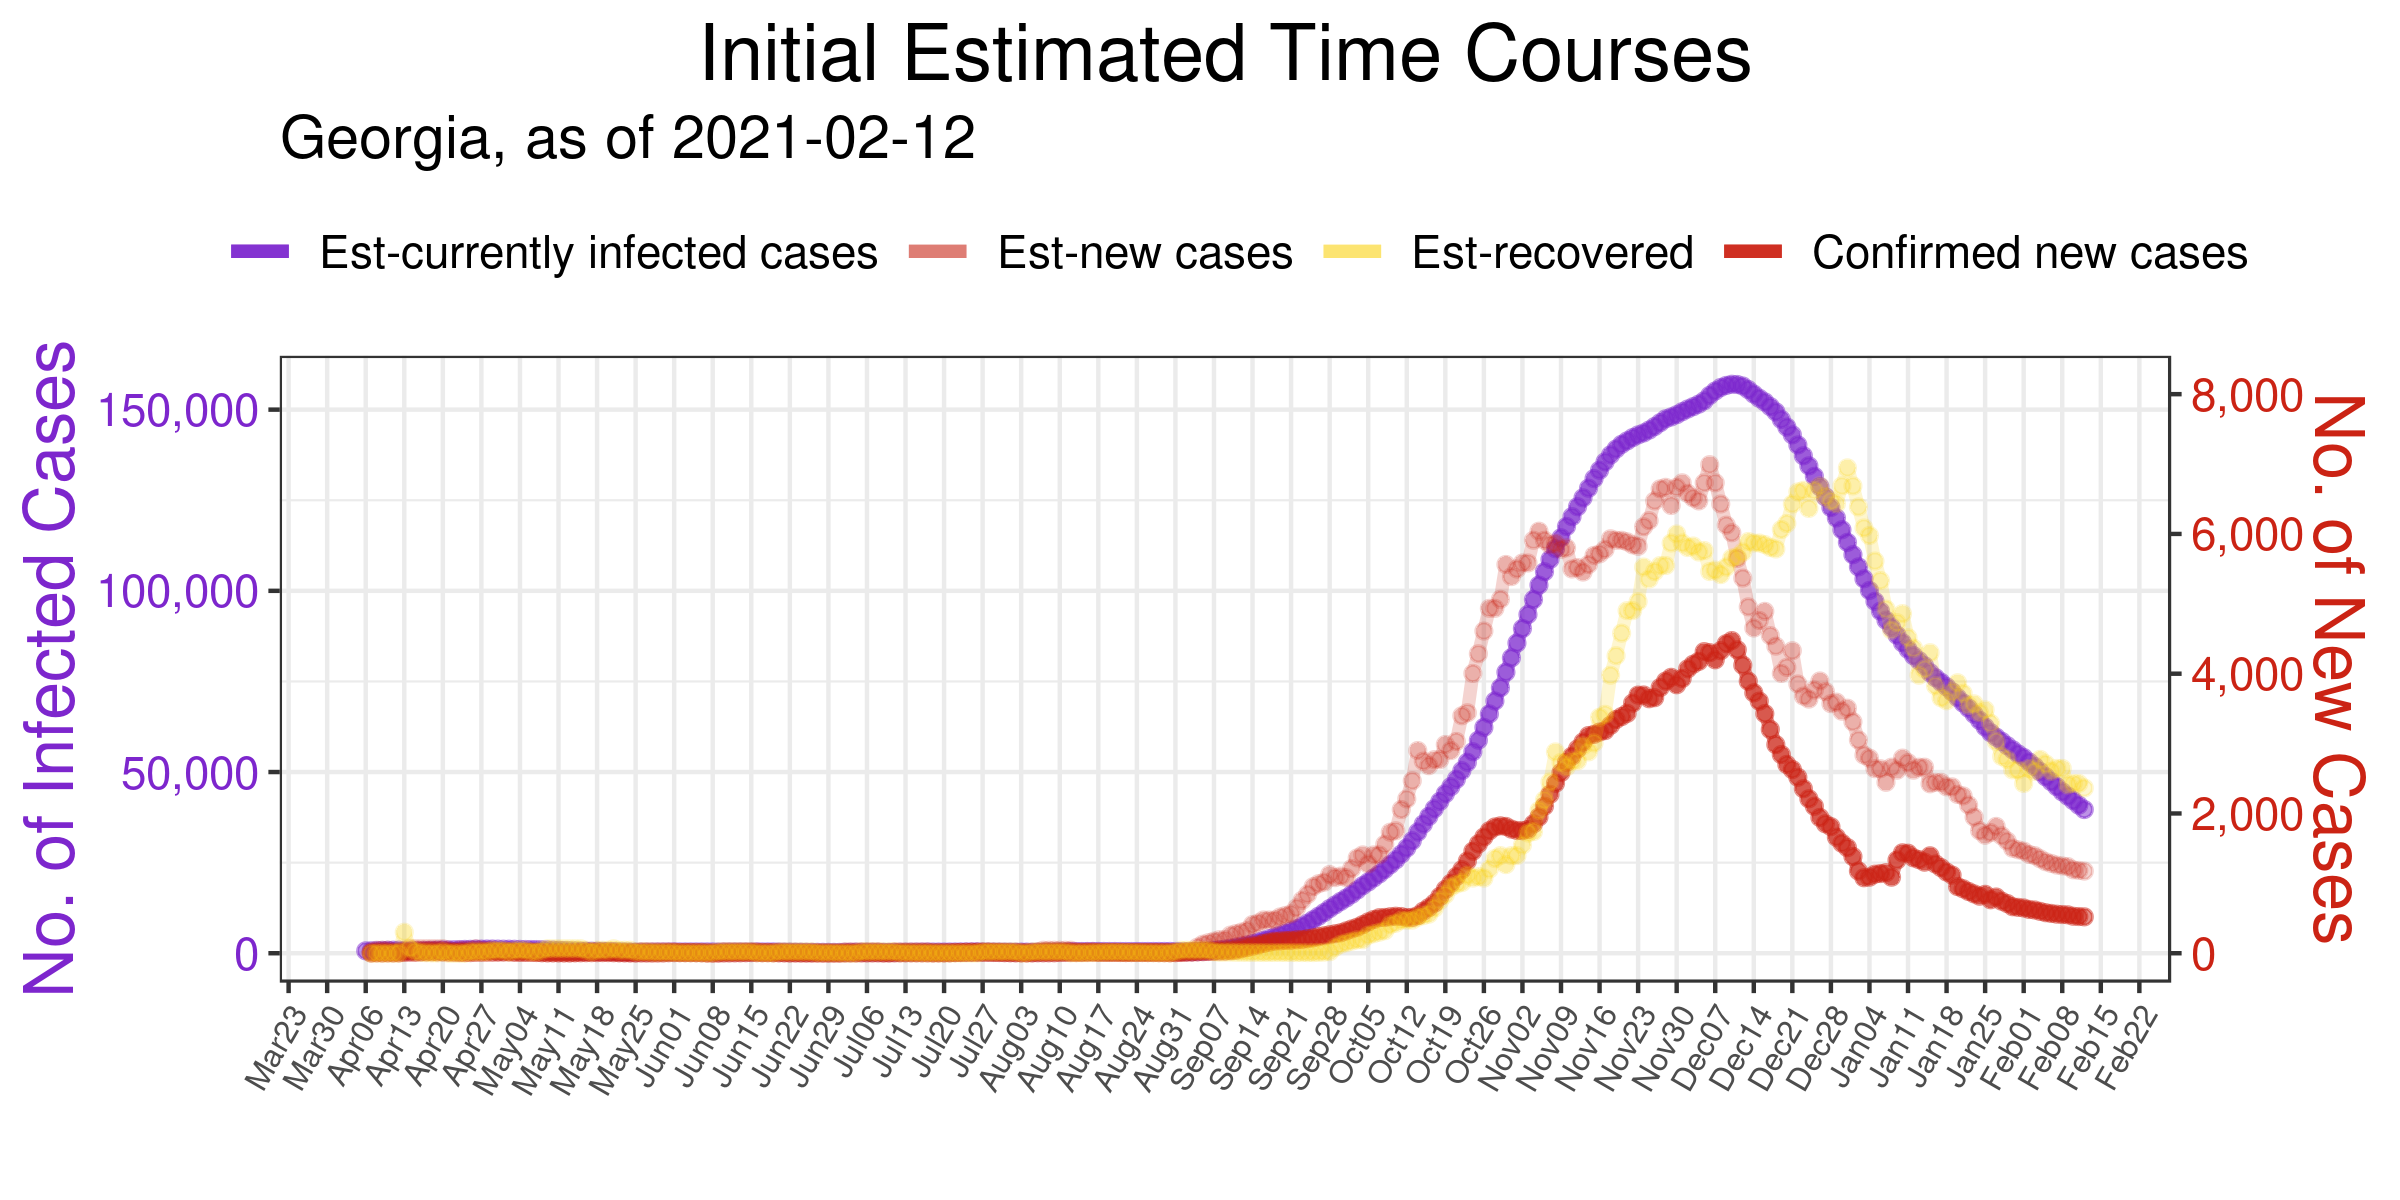 Initial Estimated Time Courses
Georgia, as of 2021-02-12
Est-currently infected cases Est-new cases Est-recovered Confirmed new cases
No. of Infected Cases
150,000
100,000
50,000
0
8,000
6,000
4,000
2,000
0
No. of New Cases
Mar23 Mar30 Apr06 Apr13 Apr20 Apr27 May04 May11 May18 May25 Jun01 Jun08 Jun15 Jun22 Jun29 Jul06 Jul13 Jul20 Jul27 Aug03 Aug10 Aug17 Aug24 Aug31 Sep07 Sep14 Sep21 Sep28 Oct05 Oct12 Oct19 Oct26 Nov02 Nov09 Nov16 Nov23 Nov30 Dec07 Dec14 Dec21 Dec28 Jan04 Jan11 Jan18 Jan25 Feb01 Feb08 Feb15 Feb22